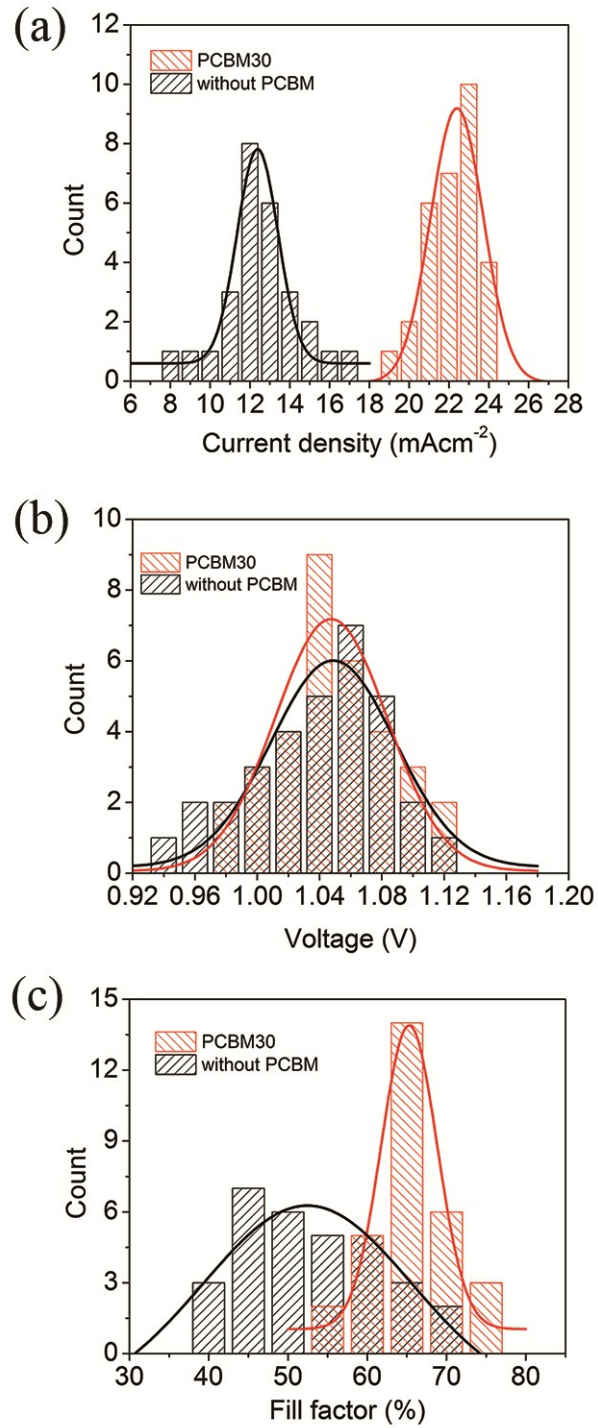 (a)
12
10
8
6
4
2
0
Count
PCBM30
without PCBM
6 8 10 12 14 16 18 20 22 24 26 28
Current density (mAcm-2)
(b)
10
8
6
4
2
0
Count
PCBM30
without PCBM
0.92 0.96 1.00 1.04 1.08 1.12 1.16 1.20
Voltage (V)
(c)
15
12
9
6
3
0
Count
PCBM30
without PCBM
30 40 50 60 70 80
Fill factor (%)